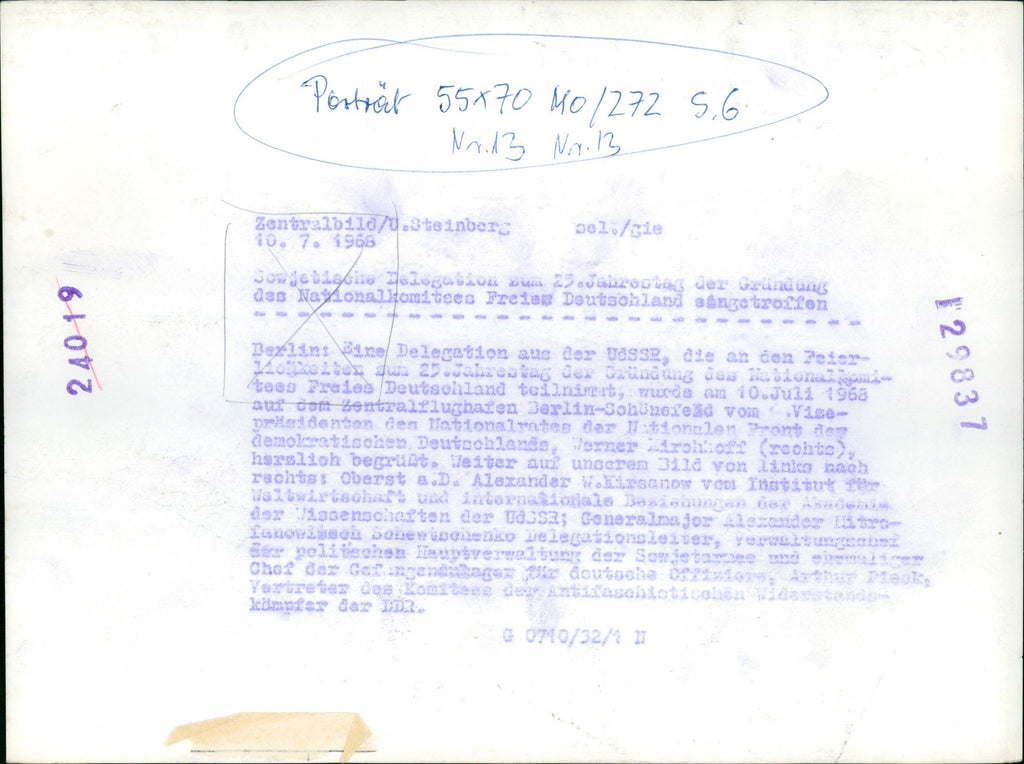 Porträt 55x70 MO/272 S.6
Nr.13 Nr.13
Zentralbild/U.Steinberg sel./gie
10. 7. 1968
Sowjetische Delegation zum 25.Jahrestag der Gründung
des Nationalkomitees Freies Deutschland eingetroffen
Berlin: Eine Delegation aus der UdSSR, die an den Feier-
lichkeiten zum 25.Jahrestag der Gründung des Nationalkomi-
tees Freies Deutschland teilnimmt, wurde am 10.Juli 1968
auf dem Zentralflughafen Berlin-Schönefeld vom Vize-
präsidenten des Nationalrates der Nationalen Front des
demokratischen Deutschlands, Werner Kirchhoff (rechts),
herzlich begrüßt. Weiter auf unserem Bild von links nach
rechts: Oberst a.D. Alexander W.Kirsanow vom Institut für
Weltwirtschaft und internationale Beziehungen der Akademie
der Wissenschaften der UdSSR; Generalmajor Alexander Mitro-
fanowitsch Schewtschenko Delegationsleiter, Verwaltungschef
der politischen Hauptverwaltung der Sowjetarmee und ehemaliger
Chef der Gefangenenlager für deutsche Offiziere, Arthur Pieck,
Vertreter des Komitees der Antifaschistischen Widerstands-
kämpfer der DDR.
G 0710/32/1 N
24019
F29837